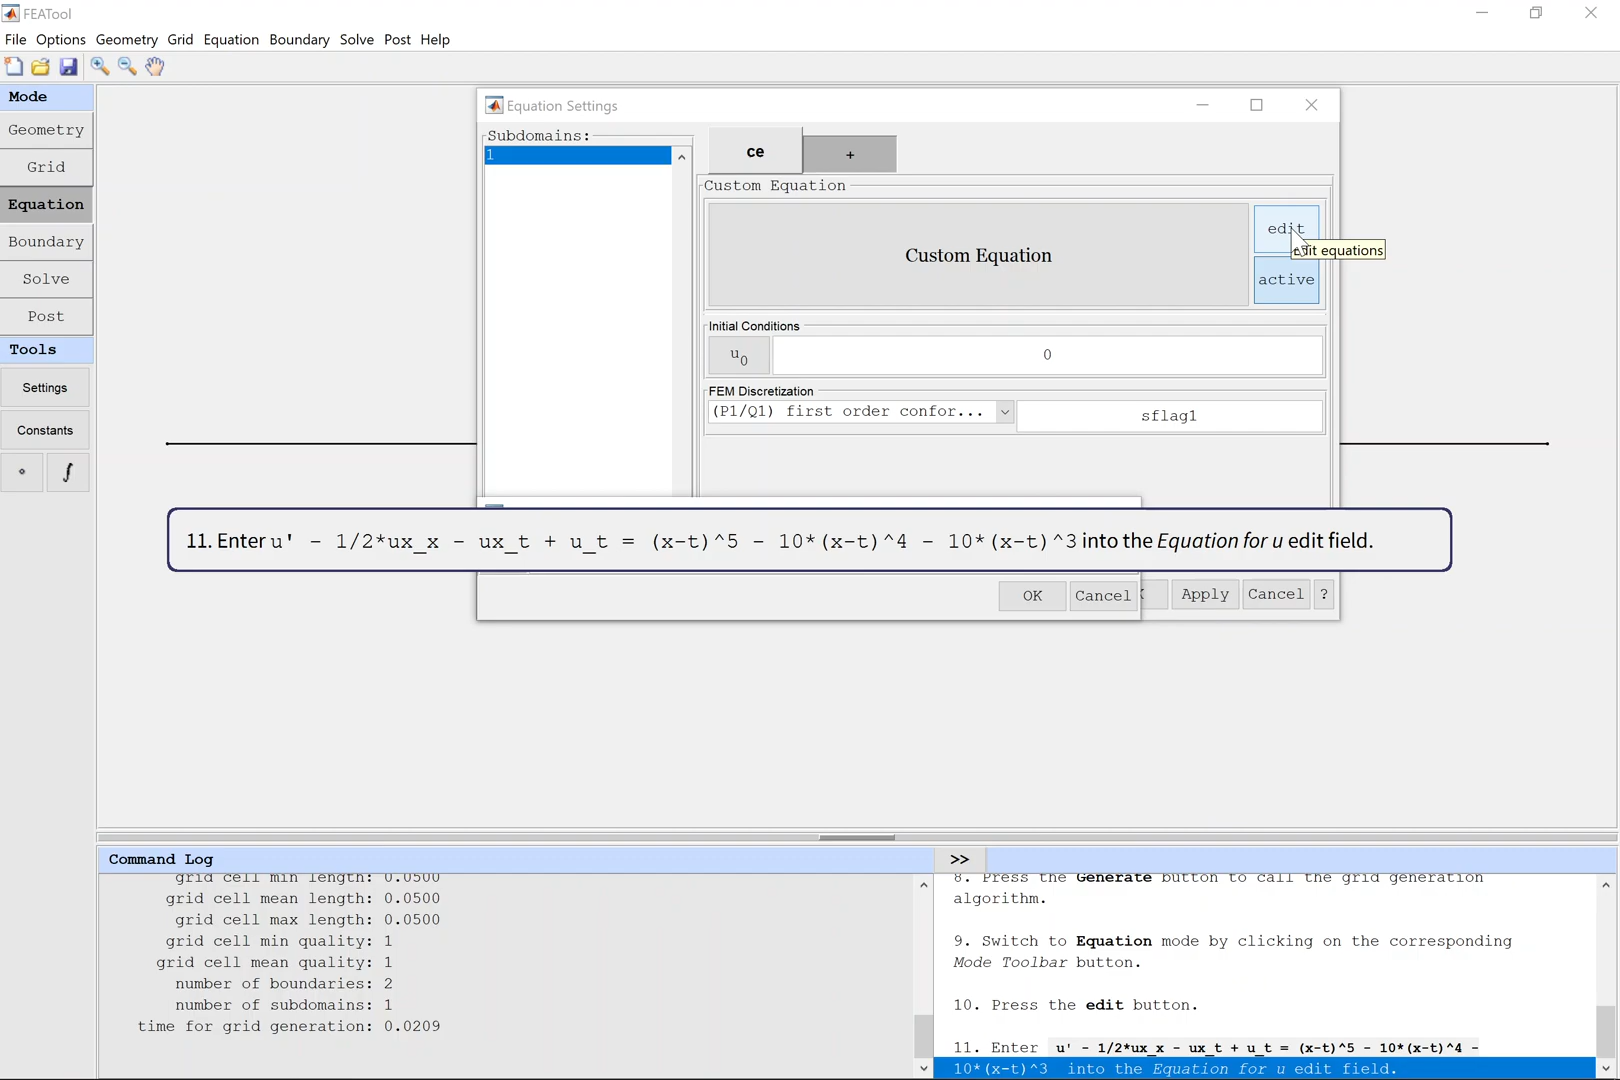 FEATool
File Options Geometry Grid Equation Boundary Solve Post Help
Mode
Geometry
Grid
Equation
Boundary
Solve
Post
Tools
Settings
Constants
∫
Equation Settings
Subdomains:
1
ce
+
Custom Equation
Custom Equation
edit
edit equations
active
Initial Conditions
u0
0
FEM Discretization
(P1/Q1) first order confor...
sflag1
11. Enter u' - 1/2*ux_x - ux_t + u_t = (x-t)^5 - 10*(x-t)^4 - 10*(x-t)^3 into the Equation for u edit field.
OK Cancel
Apply Cancel ?
Command Log
grid cell min length: 0.0500
grid cell mean length: 0.0500
grid cell max length: 0.0500
grid cell min quality: 1
grid cell mean quality: 1
number of boundaries: 2
number of subdomains: 1
time for grid generation: 0.0209
>>
8. Press the Generate button to call the grid generation
algorithm.
9. Switch to Equation mode by clicking on the corresponding
Mode Toolbar button.
10. Press the edit button.
11. Enter u' - 1/2*ux_x - ux_t + u_t = (x-t)^5 - 10*(x-t)^4 -
10*(x-t)^3 into the Equation for u edit field.